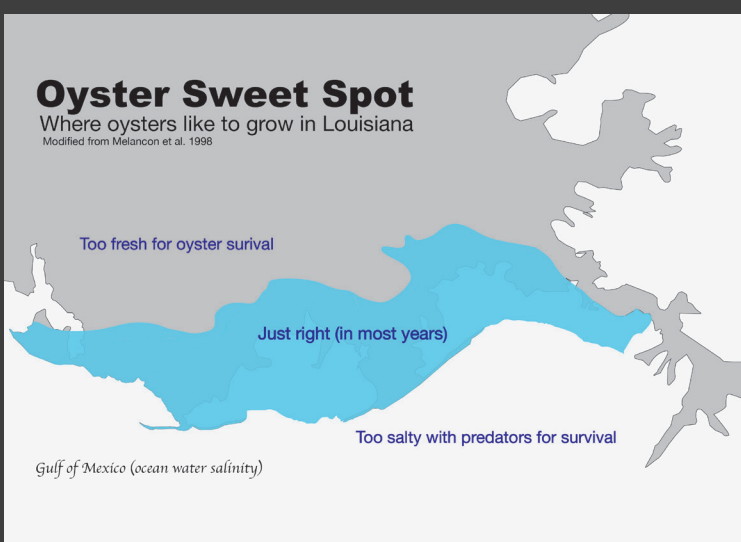 Oyster Sweet Spot
Where oysters like to grow in Louisiana
Modified from Melancon et al. 1998
Too fresh for oyster surival
Just right (in most years)
Too salty with predators for survival
Gulf of Mexico (ocean water salinity)